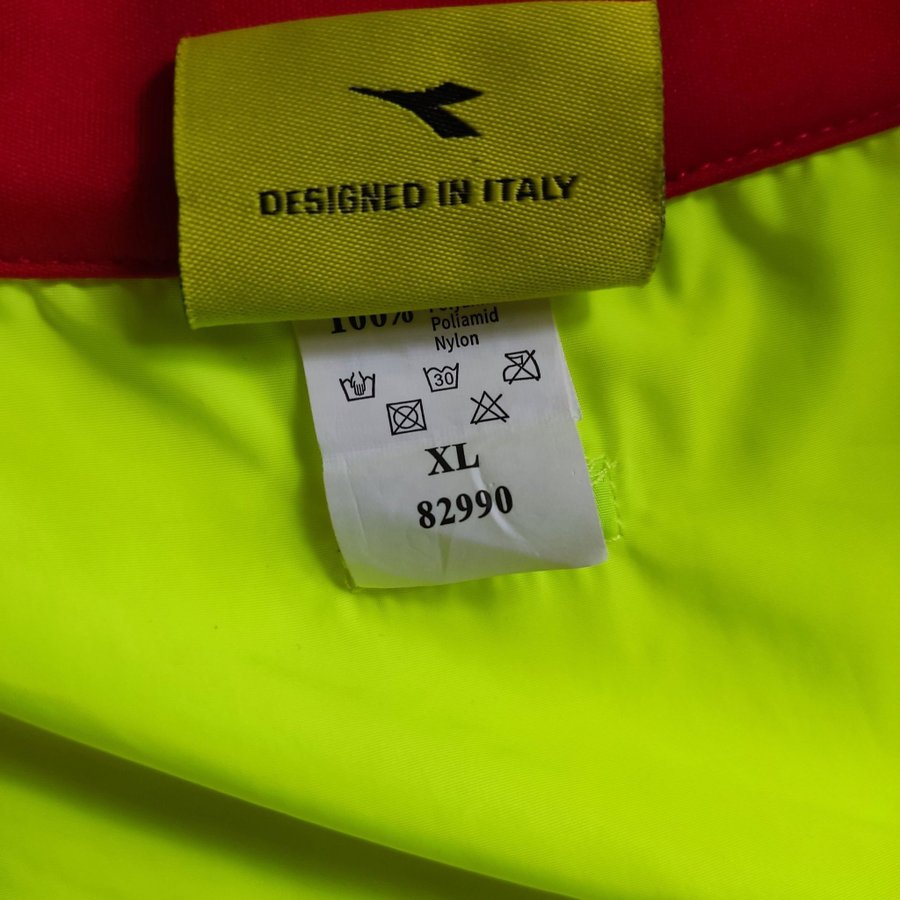 DESIGNED IN ITALY
100%
Poliamid
Nylon
30
XL
82990